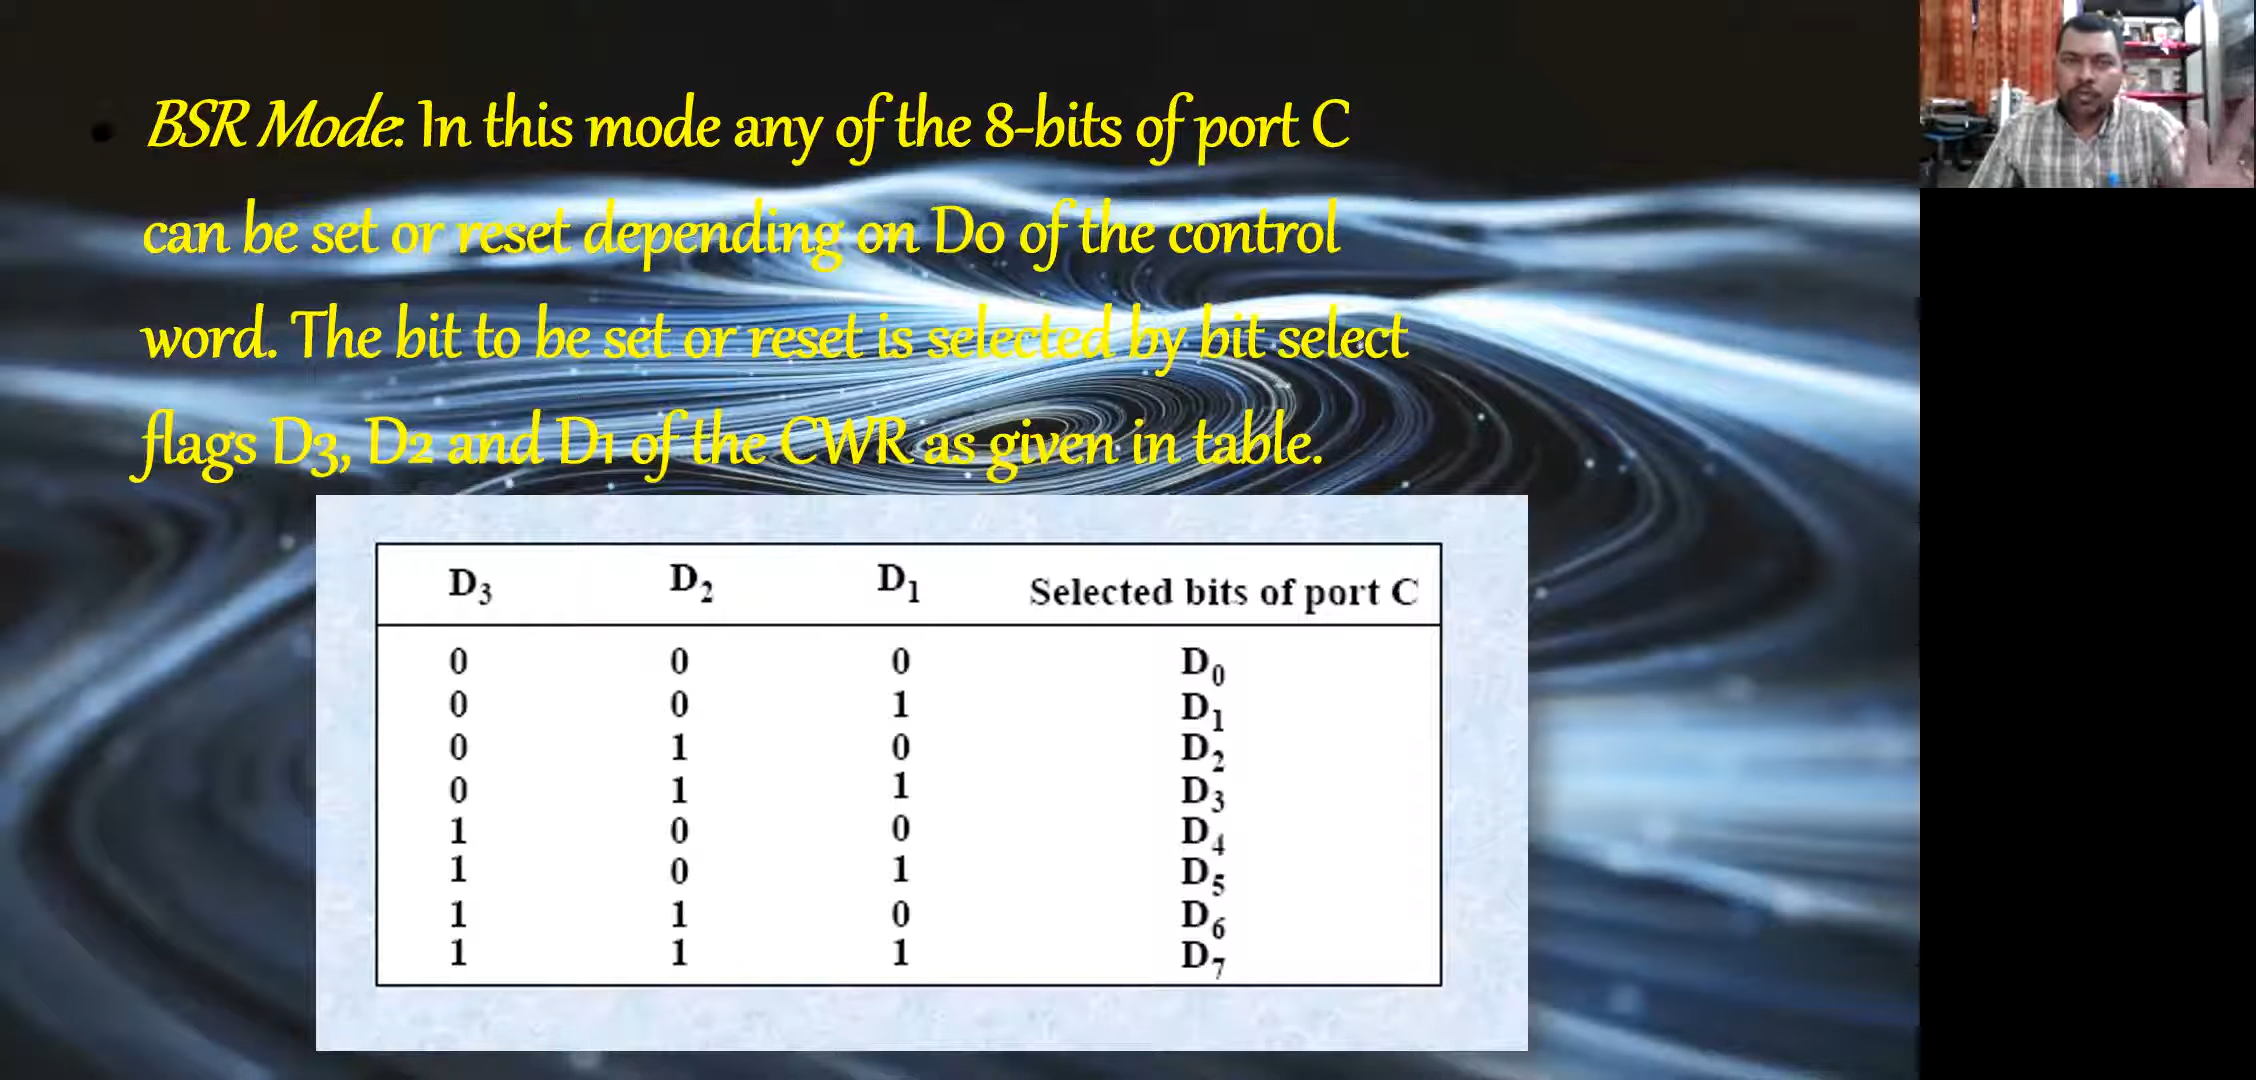 • BSR Mode: In this mode any of the 8-bits of port C
can be set or reset depending on D0 of the control
word. The bit to be set or reset is selected by bit select
flags D3, D2 and D1 of the CWR as given in table.
D₃ D₂ D₁ Selected bits of port C
0 0 0 D₀
0 0 1 D₁
0 1 0 D₂
0 1 1 D₃
1 0 0 D₄
1 0 1 D₅
1 1 0 D₆
1 1 1 D₇